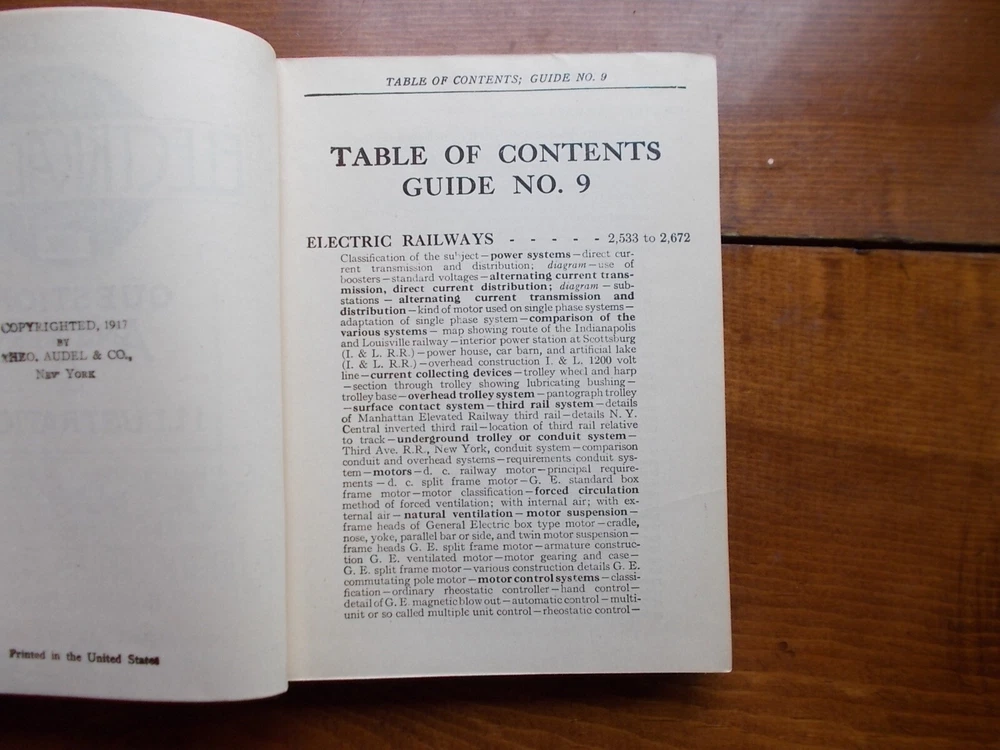 COPYRIGHTED, 1917
BY
THEO. AUDEL & CO.,
New York
Printed in the United States
TABLE OF CONTENTS; GUIDE NO. 9
TABLE OF CONTENTS
GUIDE NO. 9
ELECTRIC RAILWAYS - - - - - 2,533 to 2,672
Classification of the subject—power systems—direct cur-
rent transmission and distribution; diagram—use of
boosters—standard voltages—alternating current trans-
mission, direct current distribution; diagram—sub-
stations—alternating current transmission and
distribution—kind of motor used on single phase systems—
adaptation of single phase system—comparison of the
various systems—map showing route of the Indianapolis
and Louisville railway—interior power station at Scottsburg
(I. & L. R.R.)—power house, car barn, and artificial lake
(I. & L. R.R.)—overhead construction I. & L. 1200 volt
line—current collecting devices—trolley wheel and harp
—section through trolley showing lubricating bushing—
trolley base—overhead trolley system—pantograph trolley
—surface contact system—third rail system—details
of Manhattan Elevated Railway third rail—details N. Y.
Central inverted third rail—location of third rail relative
to track—underground trolley or conduit system—
Third Ave. R.R., New York, conduit system—comparison
conduit and overhead systems—requirements conduit sys-
tem—motors—d. c. railway motor—principal require-
ments—d. c. split frame motor—G. E. standard box
frame motor—motor classification—forced circulation
method of forced ventilation; with internal air; with ex-
ternal air—natural ventilation—motor suspension—
frame heads of General Electric box type motor—cradle,
nose, yoke, parallel bar or side, and twin motor suspension—
frame heads G. E. split frame motor—armature construc-
tion G. E. ventilated motor—motor gearing and case—
G. E. split frame motor—various construction details G. E.
commutating pole motor—motor control systems—classi-
fication—ordinary rheostatic controller—hand control—
detail of G. E. magnetic blow out—automatic control—multi-
unit or so called multiple unit control—rheostatic control—